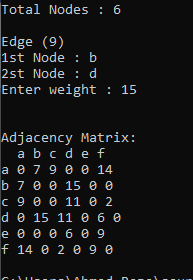 Total Nodes : 6
Edge (9)
1st Node : b
2st Node : d
Enter weight : 15
Adjacency Matrix:
a b c d e f
a 0 7 9 0 0 14
b 7 0 0 15 0 0
c 9 0 0 11 0 2
d 0 15 11 0 6 0
e 0 0 0 6 0 9
f 14 0 2 0 9 0